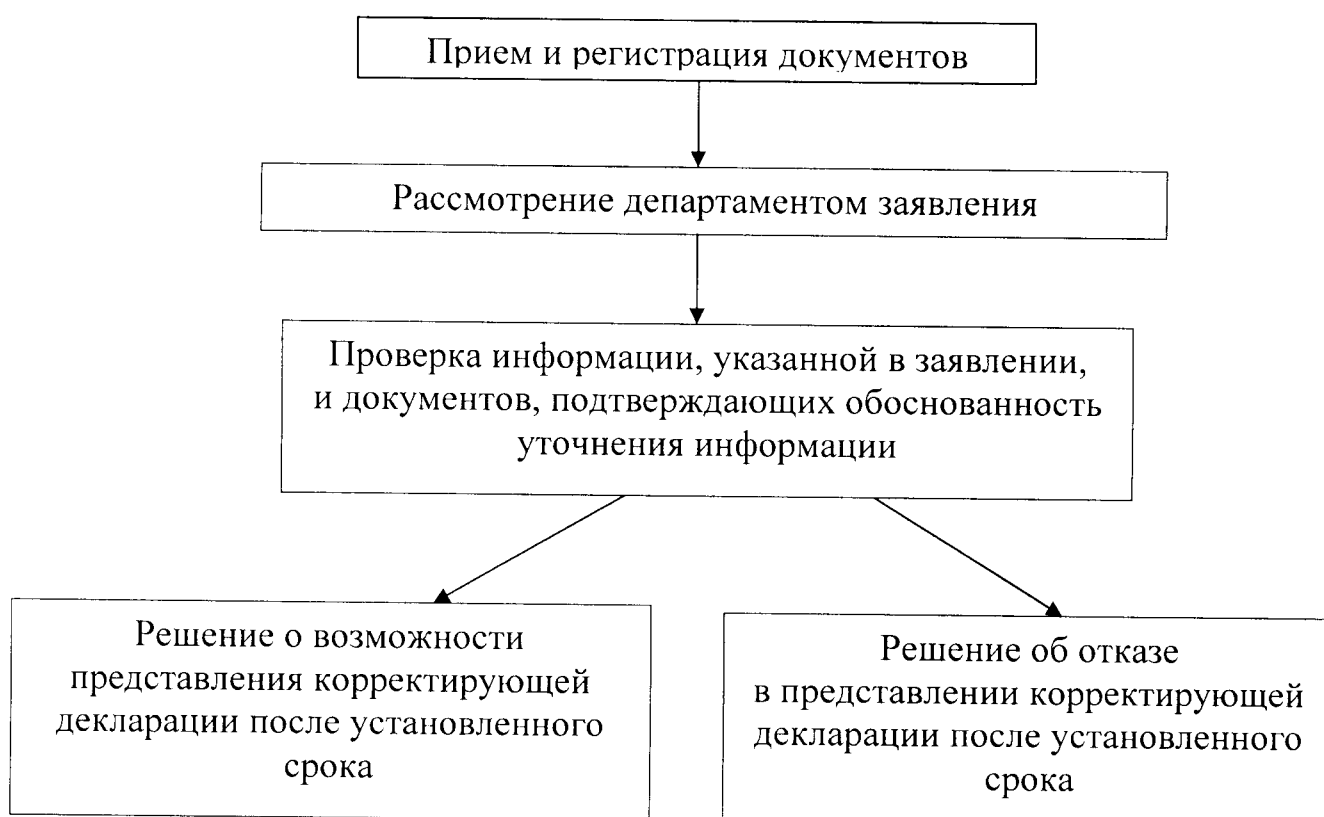 Прием и регистрация документов
Рассмотрение департаментом заявления
Проверка информации, указанной в заявлении,
и документов, подтверждающих обоснованность
уточнения информации
Решение о возможности
представления корректирующей
декларации после установленного
срока
Решение об отказе
в представлении корректирующей
декларации после установленного
срока